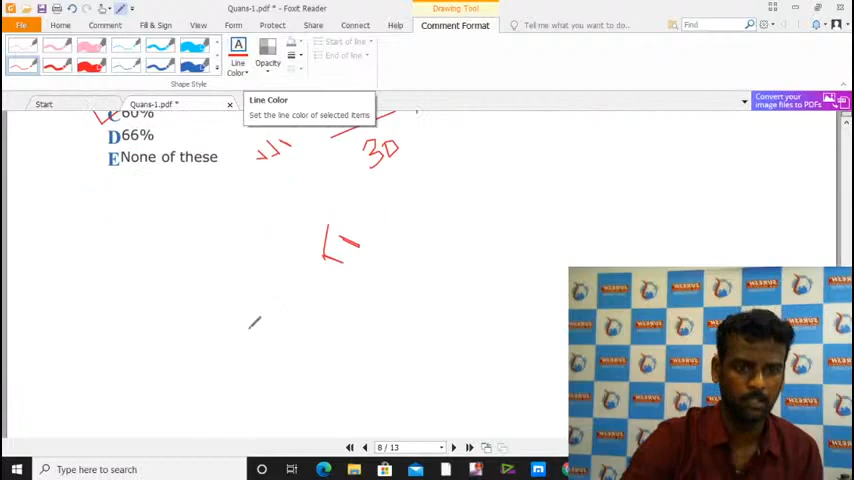 Quans-1.pdf * - Foxit Reader
Drawing Tool
File Home Comment Fill & Sign View Form Protect Share Connect Help Comment Format Tell me what you want to do... Find
Line Color
Opacity
Start of line
End of line
Shape Style
Start Quans-1.pdf *
Convert your image files to PDFs
Line Color
Set the line color of selected items
C 60%
D 66%
E None of these
30
8 / 13
Type here to search